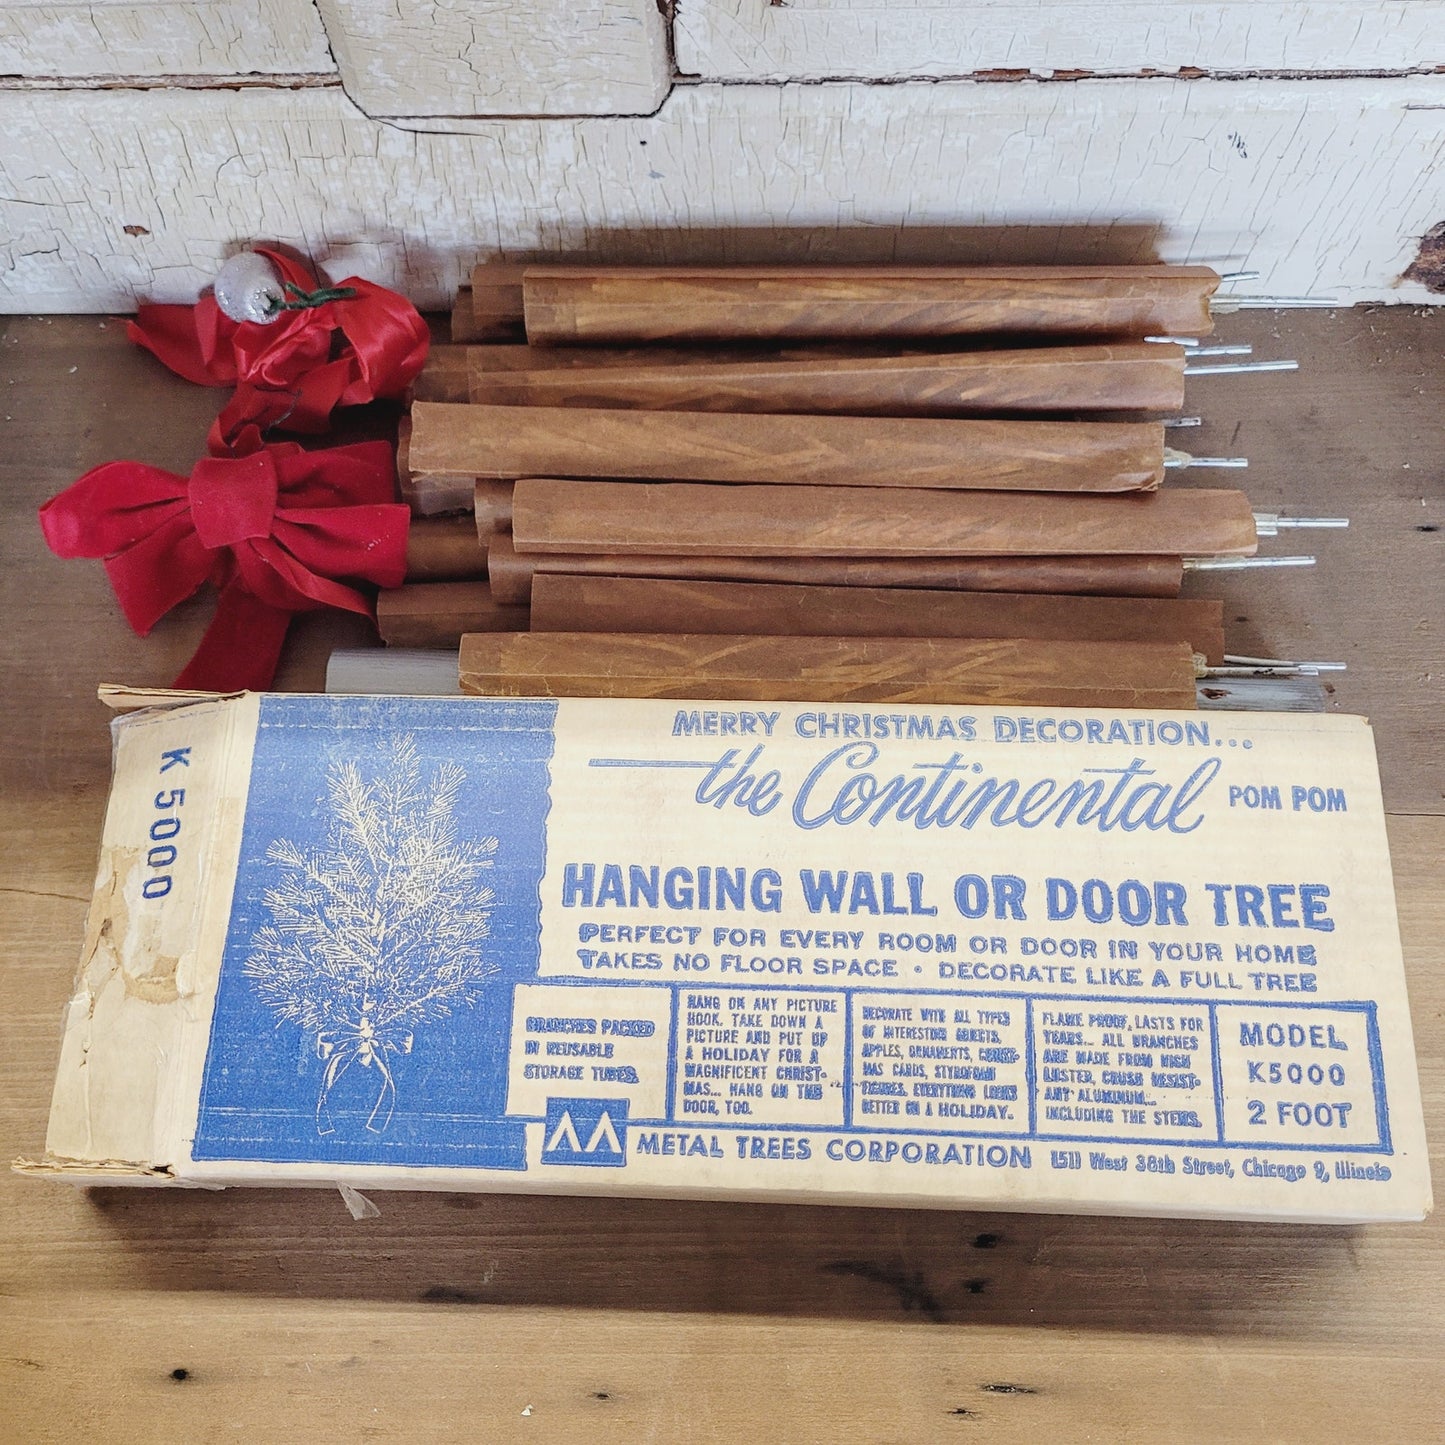 K 5000
MERRY CHRISTMAS DECORATION...
the Continental POM POM
HANGING WALL OR DOOR TREE
PERFECT FOR EVERY ROOM OR DOOR IN YOUR HOME
TAKES NO FLOOR SPACE • DECORATE LIKE A FULL TREE
BRANCHES PACKED
IN REUSABLE
STORAGE TUBES.
HANG ON ANY PICTURE
HOOK. TAKE DOWN A
PICTURE AND PUT UP
A HOLIDAY FOR A
MAGNIFICENT CHRIST-
MAS... HANG ON THE
DOOR, TOO.
DECORATE WITH ALL TYPES
OF INTERESTING OBJECTS,
APPLES, ORNAMENTS, CHRIST-
MAS CARDS, STYROFOAM
FIGURES. EVERYTHING LOOKS
BETTER ON A HOLIDAY.
FLAME PROOF, LASTS FOR
YEARS... ALL BRANCHES
ARE MADE FROM HIGH
LUSTER, CRUSH RESIST-
ANT ALUMINUM...
INCLUDING THE STEMS.
MODEL
K5000
2 FOOT
METAL TREES CORPORATION 1511 West 38th Street, Chicago 9, Illinois